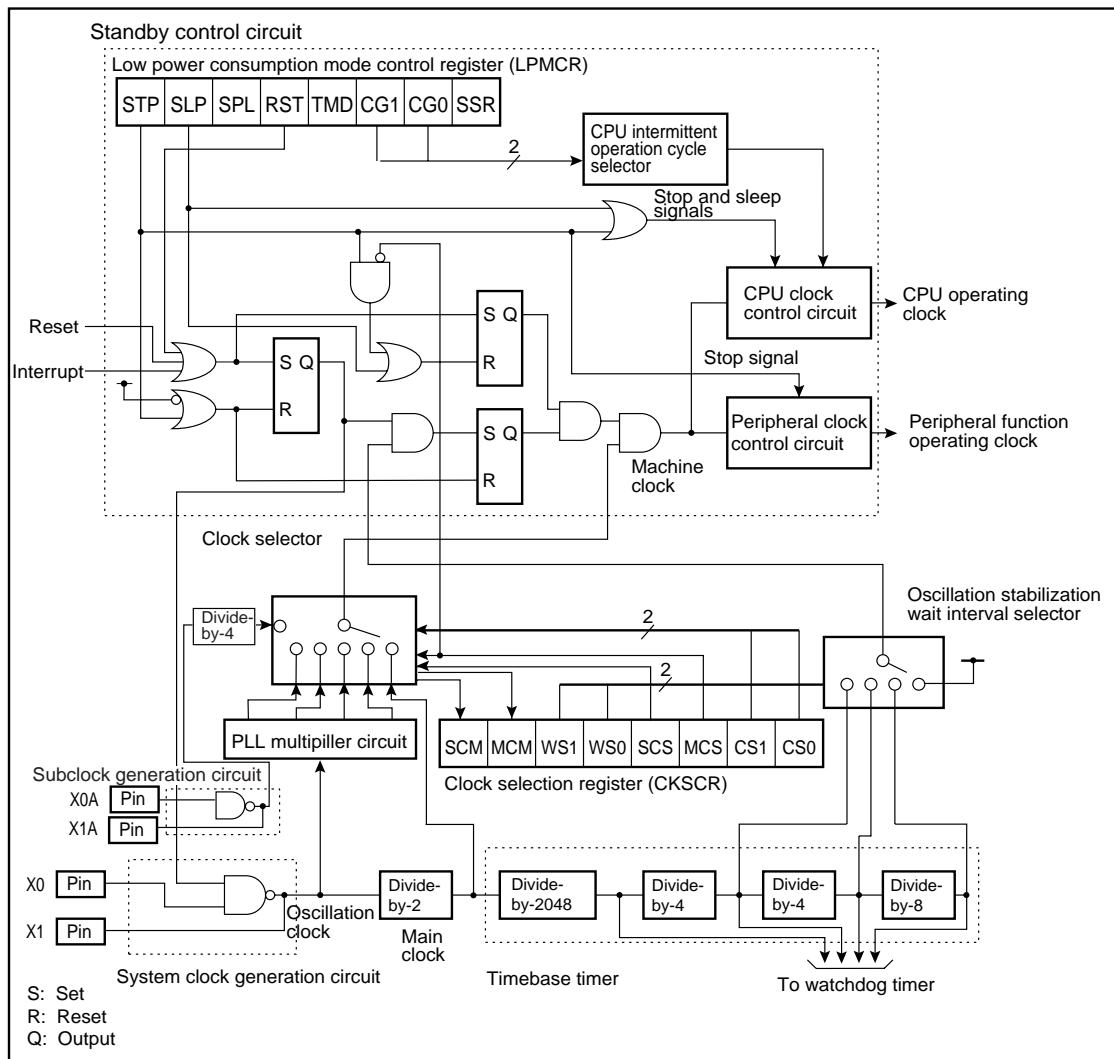 Standby control circuit
Low power consumption mode control register (LPMCR)
STP SLP SPL RST TMD CG1 CG0 SSR
2
CPU intermittent
operation cycle
selector
Stop and sleep
signals
S Q
R
CPU clock
control circuit
CPU operating
clock
Reset
Interrupt
S Q
R
Stop signal
S Q
R
Peripheral clock
control circuit
Peripheral function
operating clock
Machine
clock
Clock selector
Divide-
by-4
2
2
Oscillation stabilization
wait interval selector
PLL multipiller circuit
SCM MCM WS1 WS0 SCS MCS CS1 CS0
Clock selection register (CKSCR)
Subclock generation circuit
X0A Pin
X1A Pin
X0 Pin
X1 Pin
Oscillation
clock
Divide-
by-2
Main
clock
Divide-
by-2048
Divide-
by-4
Divide-
by-4
Divide-
by-8
System clock generation circuit
Timebase timer
To watchdog timer
S: Set
R: Reset
Q: Output